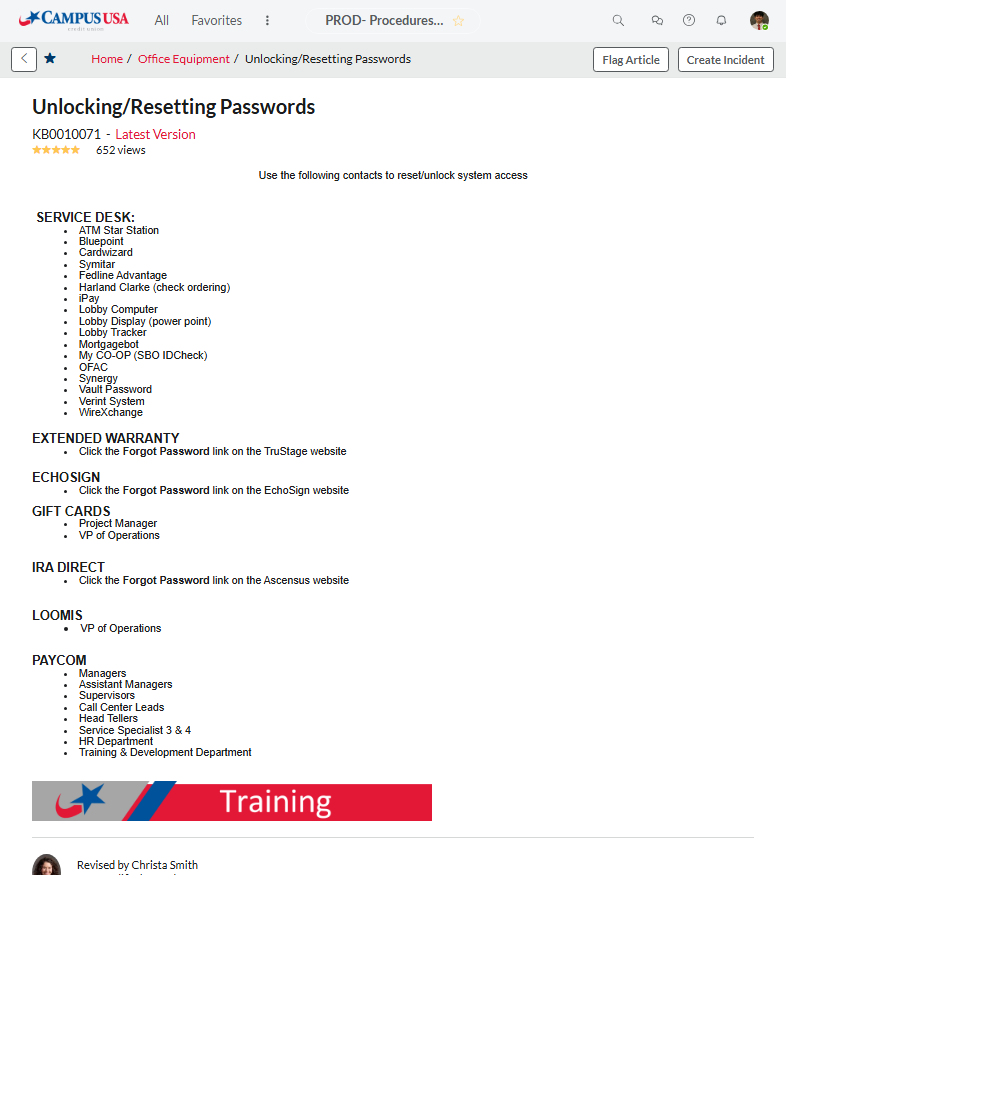 CAMPUS USA
credit union
All Favorites PROD- Procedures...
Home / Office Equipment / Unlocking/Resetting Passwords
Flag Article Create Incident
Unlocking/Resetting Passwords
KB0010071 - Latest Version
652 views
Use the following contacts to reset/unlock system access
SERVICE DESK:
• ATM Star Station
• Bluepoint
• Cardwizard
• Symitar
• Fedline Advantage
• Harland Clarke (check ordering)
• iPay
• Lobby Computer
• Lobby Display (power point)
• Lobby Tracker
• Mortgagebot
• My CO-OP (SBO IDCheck)
• OFAC
• Synergy
• Vault Password
• Verint System
• WireXchange
EXTENDED WARRANTY
• Click the Forgot Password link on the TruStage website
ECHOSIGN
• Click the Forgot Password link on the EchoSign website
GIFT CARDS
• Project Manager
• VP of Operations
IRA DIRECT
• Click the Forgot Password link on the Ascensus website
LOOMIS
• VP of Operations
PAYCOM
• Managers
• Assistant Managers
• Supervisors
• Call Center Leads
• Head Tellers
• Service Specialist 3 & 4
• HR Department
• Training & Development Department
Training
Revised by Christa Smith